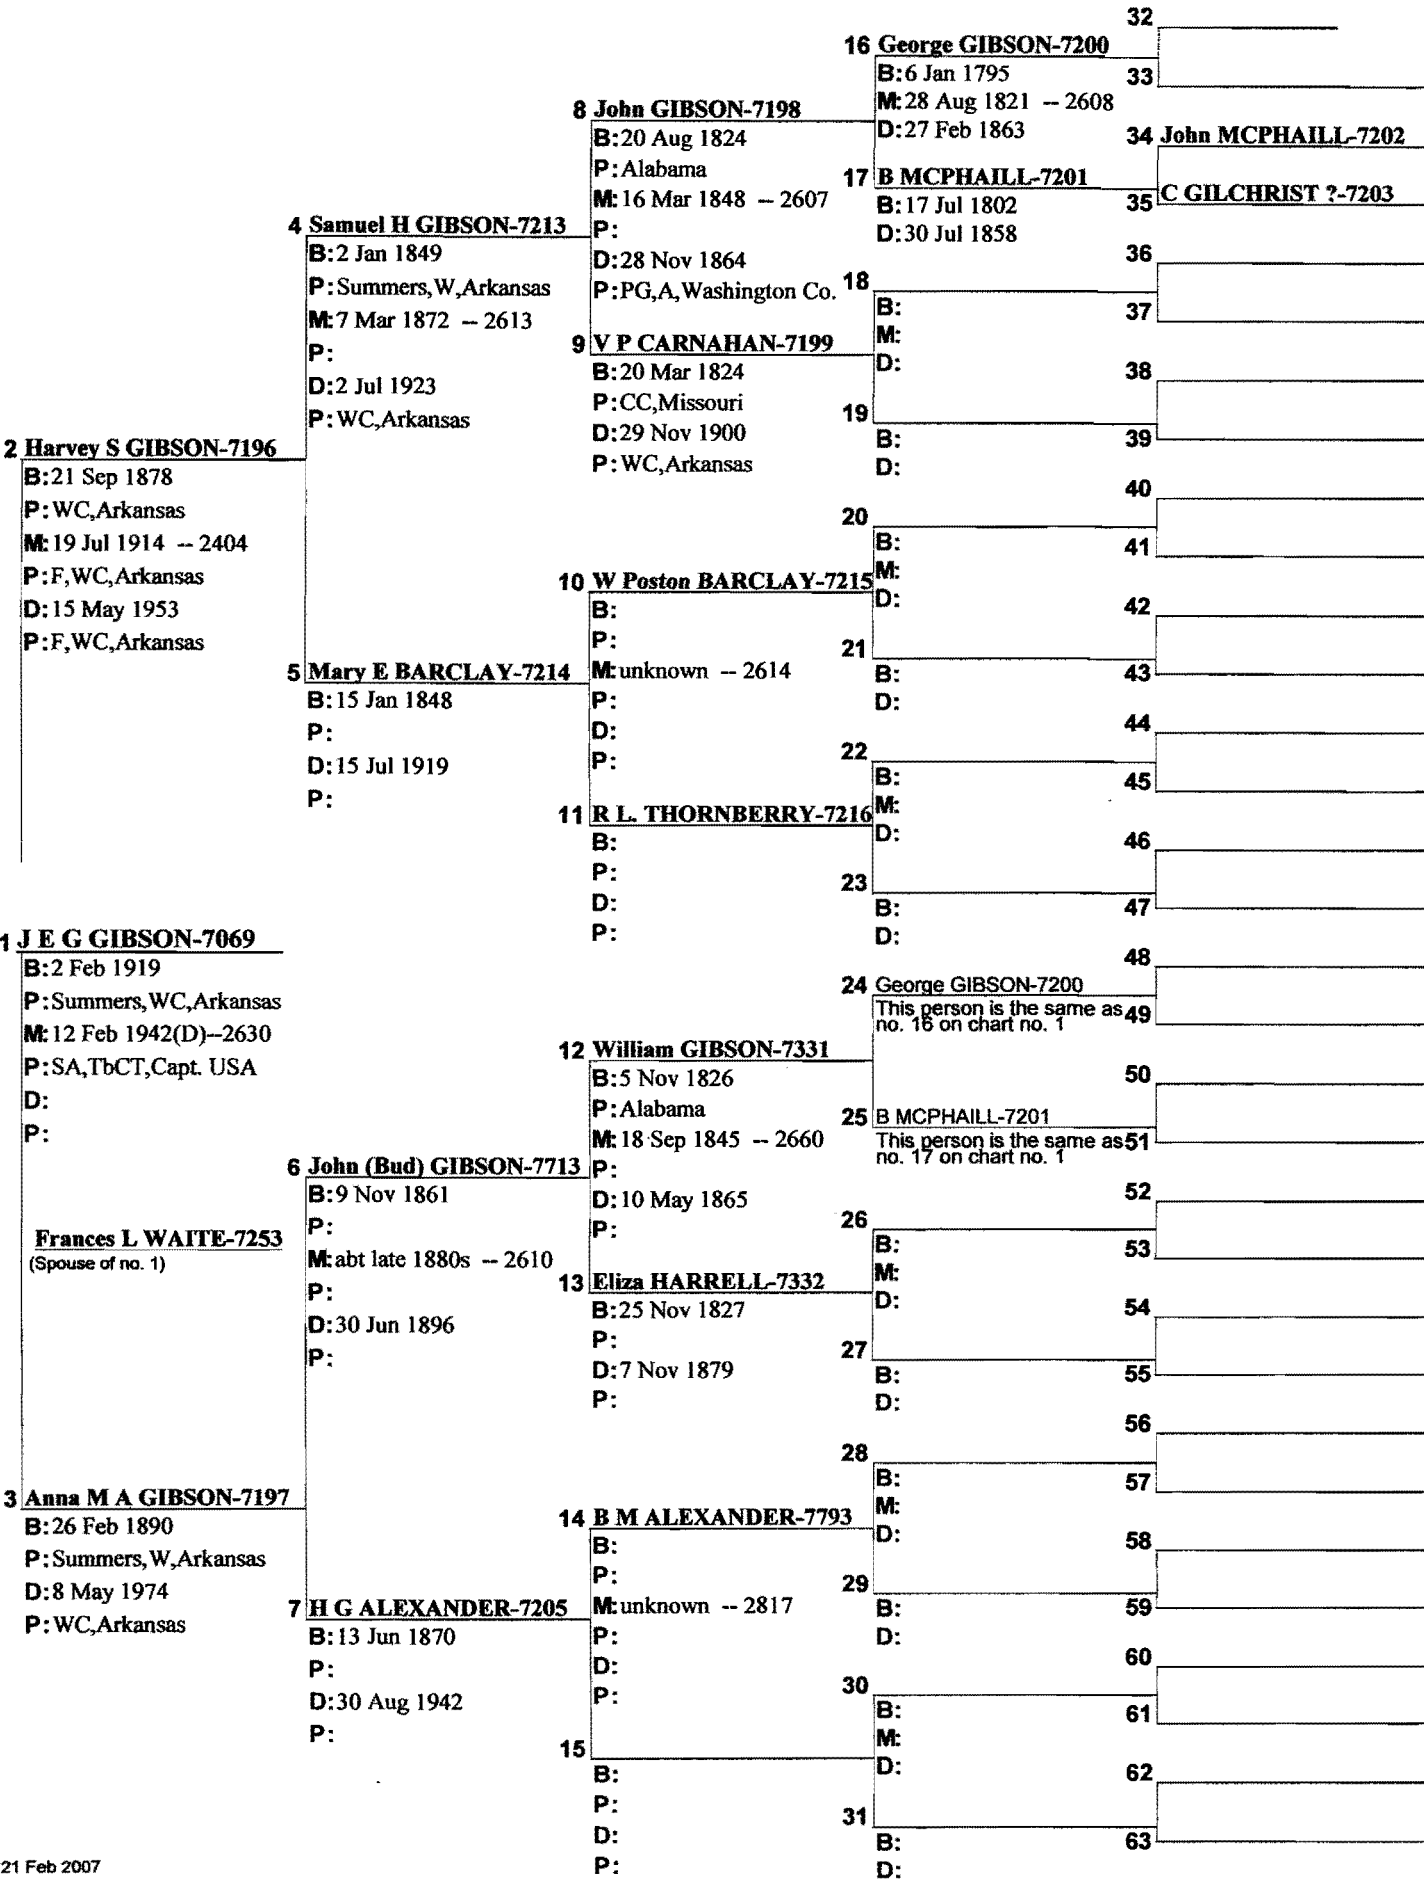 2 Harvey S GIBSON-7196
B:21 Sep 1878
P:WC,Arkansas
M:19 Jul 1914 -- 2404
P:F,WC,Arkansas
D:15 May 1953
P:F,WC,Arkansas
1 J E G GIBSON-7069
B:2 Feb 1919
P:Summers,WC,Arkansas
M:12 Feb 1942(D)--2630
P:SA,TbCT,Capt. USA
D:
P:
Frances L WAITE-7253
(Spouse of no. 1)
3 Anna M A GIBSON-7197
B:26 Feb 1890
P:Summers,W,Arkansas
D:8 May 1974
P:WC,Arkansas
21 Feb 2007
4 Samuel H GIBSON-7213
B:2 Jan 1849
P:Summers,W,Arkansas
M:7 Mar 1872 -- 2613
P:
D:2 Jul 1923
P:WC,Arkansas
5 Mary E BARCLAY-7214
B:15 Jan 1848
P:
D:15 Jul 1919
P:
6 John (Bud) GIBSON-7713
B:9 Nov 1861
P:
M:abt late 1880s -- 2610
P:
D:30 Jun 1896
P:
7 H G ALEXANDER-7205
B:13 Jun 1870
P:
D:30 Aug 1942
P:
8 John GIBSON-7198
B:20 Aug 1824
P:Alabama
M:16 Mar 1848 -- 2607
P:
D:28 Nov 1864
P:PG,A,Washington Co.
9 V P CARNAHAN-7199
B:20 Mar 1824
P:CC,Missouri
D:29 Nov 1900
P:WC,Arkansas
10 W Poston BARCLAY-7215
B:
P:
M:unknown -- 2614
P:
D:
P:
11 R L. THORNBERRY-7216
B:
P:
D:
P:
12 William GIBSON-7331
B:5 Nov 1826
P:Alabama
M:18 Sep 1845 -- 2660
P:
D:10 May 1865
P:
13 Eliza HARRELL-7332
B:25 Nov 1827
P:
D:7 Nov 1879
P:
14 B M ALEXANDER-7793
B:
P:
M:unknown -- 2817
P:
D:
P:
15
B:
P:
D:
P:
16 George GIBSON-7200
B:6 Jan 1795
M:28 Aug 1821 -- 2608
D:27 Feb 1863
17 B MCPHAILL-7201
B:17 Jul 1802
D:30 Jul 1858
18
B:
M:
D:
19
B:
D:
20
B:
M:
D:
21
B:
D:
22
B:
M:
D:
23
B:
D:
24 George GIBSON-7200
This person is the same as
no. 16 on chart no. 1
25 B MCPHAILL-7201
This person is the same as
no. 17 on chart no. 1
26
B:
M:
D:
27
B:
D:
28
B:
M:
D:
29
B:
D:
30
B:
M:
D:
31
B:
D:
32
33
34 John MCPHAILL-7202
35 C GILCHRIST ?-7203
36
37
38
39
40
41
42
43
44
45
46
47
48
49
50
51
52
53
54
55
56
57
58
59
60
61
62
63